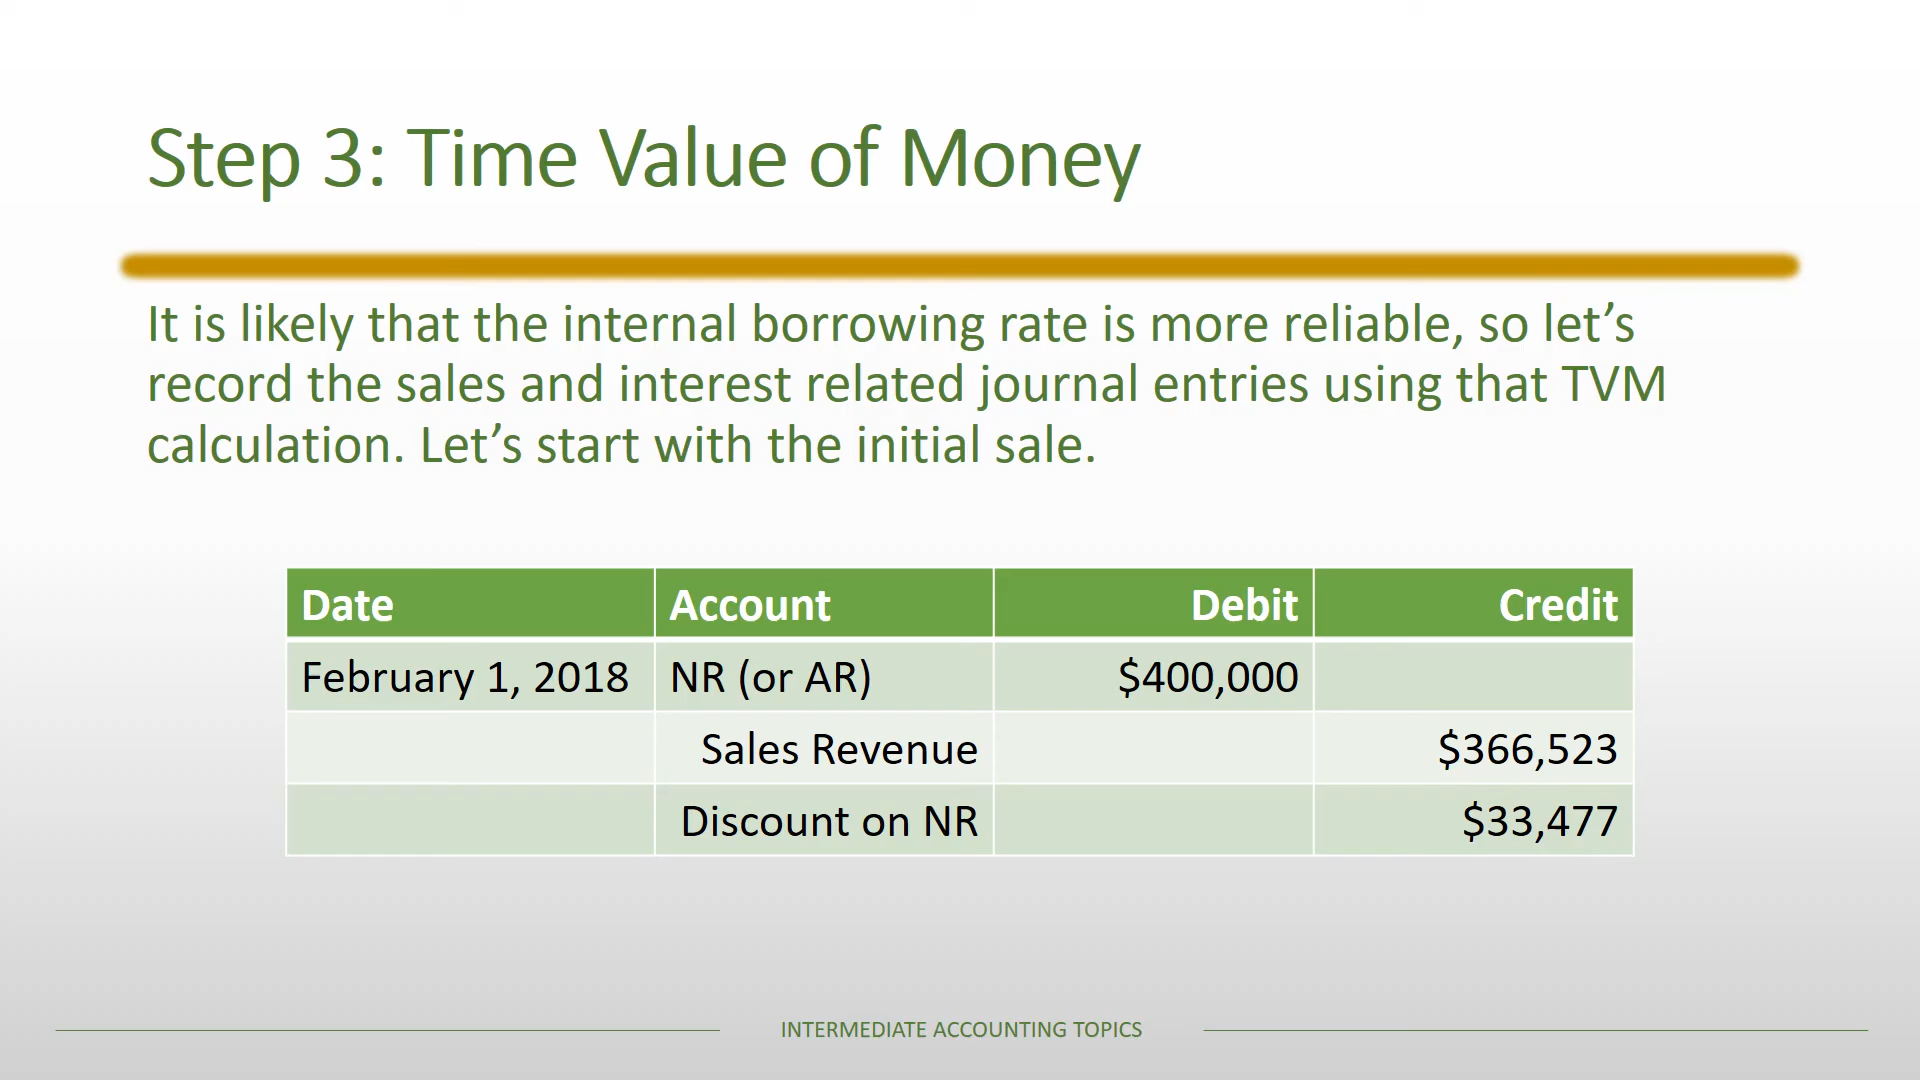 Step 3: Time Value of Money
It is likely that the internal borrowing rate is more reliable, so let’s
record the sales and interest related journal entries using that TVM
calculation. Let’s start with the initial sale.
Date Account Debit Credit
February 1, 2018 NR (or AR) $400,000
Sales Revenue $366,523
Discount on NR $33,477
INTERMEDIATE ACCOUNTING TOPICS